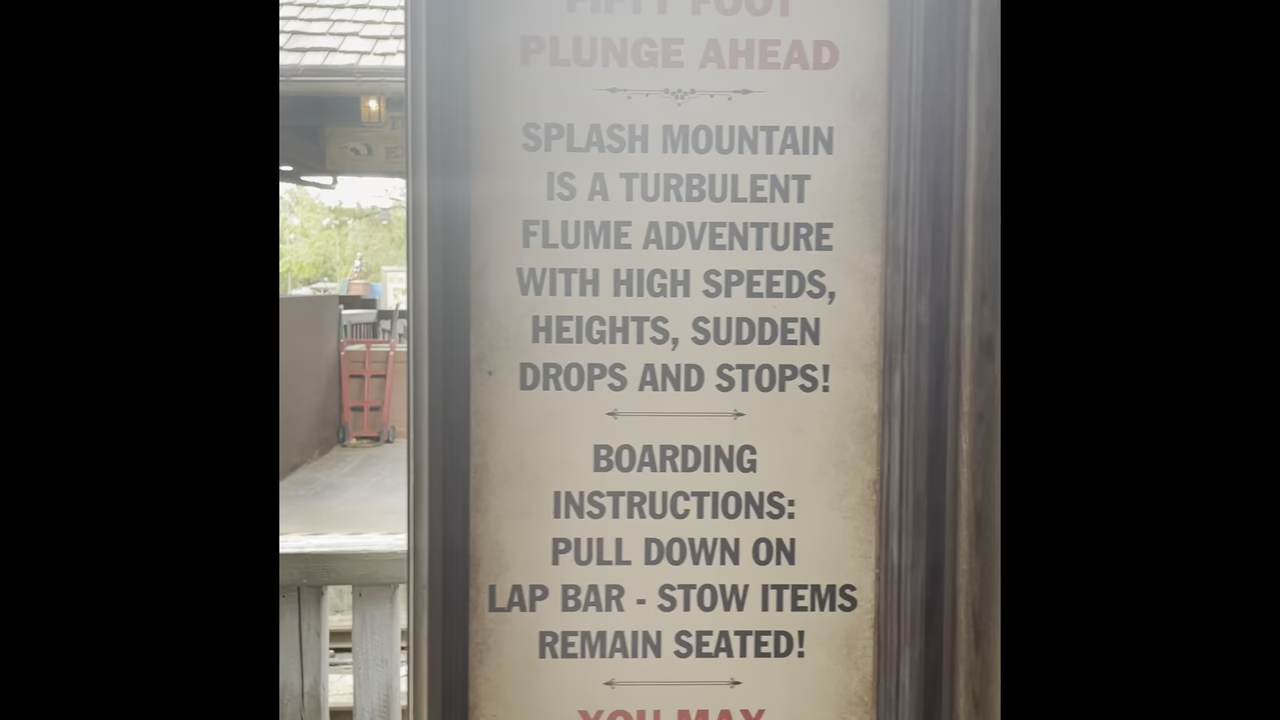 FIFTY FOOT
PLUNGE AHEAD
SPLASH MOUNTAIN
IS A TURBULENT
FLUME ADVENTURE
WITH HIGH SPEEDS,
HEIGHTS, SUDDEN
DROPS AND STOPS!
BOARDING
INSTRUCTIONS:
PULL DOWN ON
LAP BAR - STOW ITEMS
REMAIN SEATED!
YOU MAY